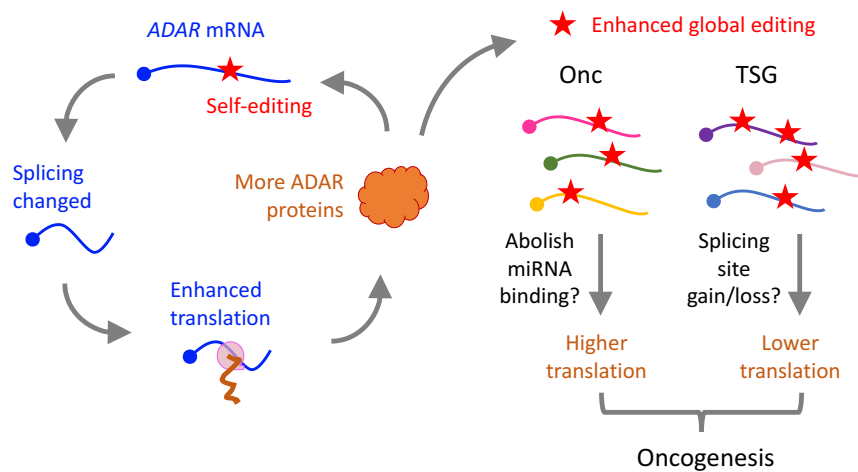 ADAR mRNA
Self-editing
Splicing
changed
Enhanced
translation
More ADAR
proteins
Enhanced global editing
Onc
TSG
Abolish
miRNA
binding?
Splicing
site
gain/loss?
Higher
translation
Lower
translation
Oncogenesis